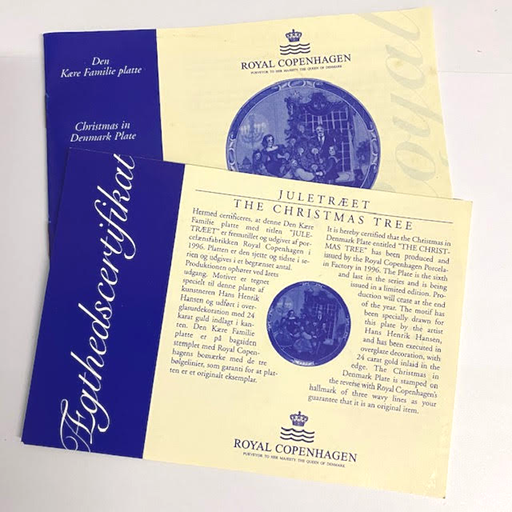 Den
Kære Familie platte
Christmas in
Denmark Plate
ROYAL COPENHAGEN
PURVEYOR TO HER MAJESTY THE QUEEN OF DENMARK
Royal
Ægthedscertifikat
JULETRÆET
THE CHRISTMAS TREE
Hermed certificeres, at denne Den Kære
Familie platte med titlen "JULE-
TRÆET" er fremstillet og udgivet af por-
celænsfabrikken Royal Copenhagen i
1996. Platten er den sjette og sidste i se-
rien og udgives i et begrænset antal.
Produktionen ophører ved årets
udgang. Motivet er tegnet
specielt til denne platte af
kunstneren Hans Henrik
Hansen og udført i over-
glasurdekoration med 24
karat guld indlagt i kan-
ten. Den Kære Familie
platte er på bagsiden
stemplet med Royal Copen-
hagens bomærke med de tre
bølgelinier, som garanti for at plat-
ten er et originalt eksemplar.
It is hereby certified that the Christmas in
Denmark Plate entitled "THE CHRIST-
MAS TREE" has been produced and
issued by the Royal Copenhagen Porcela-
in Factory in 1996. The Plate is the sixth
and last in the series and is being
issued in a limited edition. Pro-
duction will cease at the end
of the year. The motif has
been specially drawn for
this plate by the artist
Hans Henrik Hansen,
and has been executed in
overglaze decoration, with
24 carat gold inlaid in the
edge. The Christmas in
Denmark Plate is stamped on
the reverse with Royal Copenhagen's
hallmark of three wavy lines as your
guarantee that it is an original item.
ROYAL COPENHAGEN
PURVEYOR TO HER MAJESTY THE QUEEN OF DENMARK